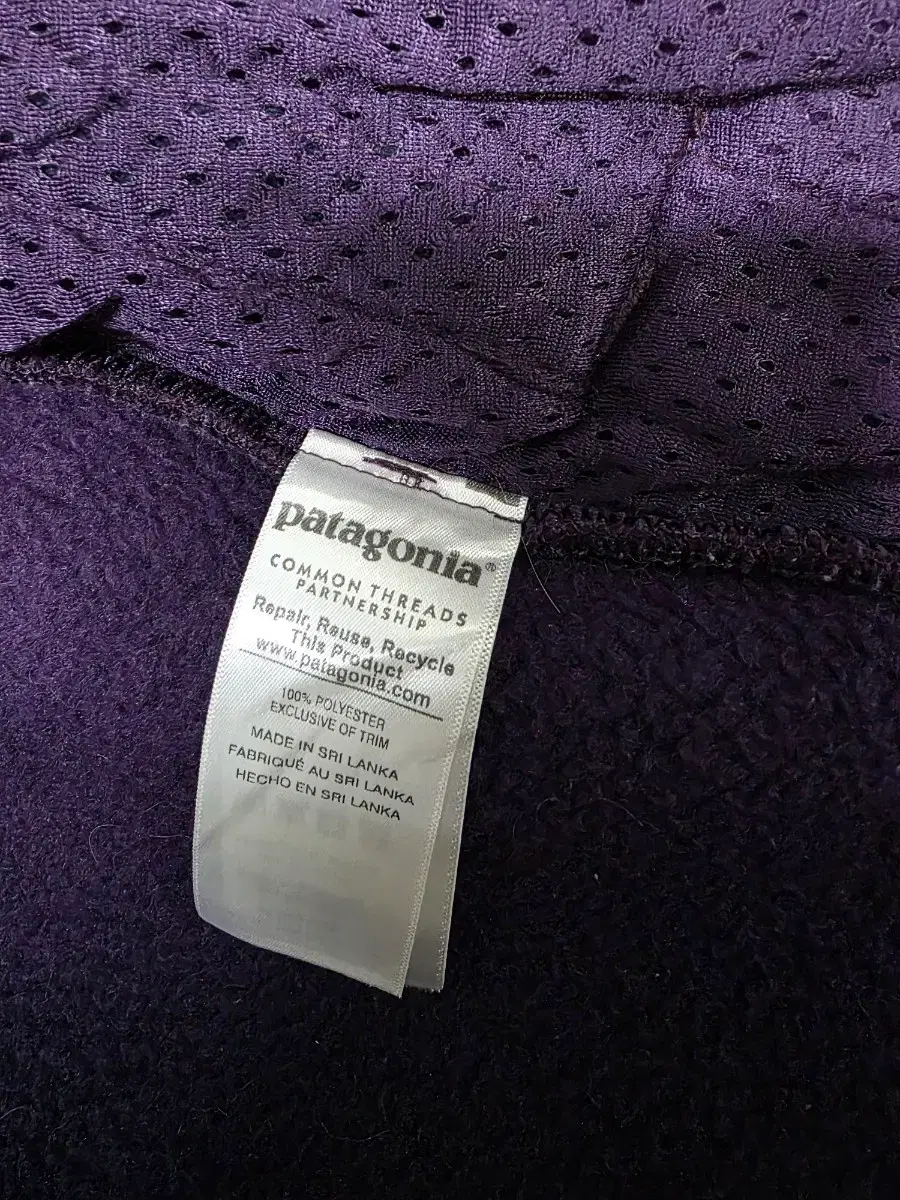 patagonia®
COMMON THREADS
PARTNERSHIP
Repair, Reuse, Recycle
This Product
www.patagonia.com
100% POLYESTER
EXCLUSIVE OF TRIM
MADE IN SRI LANKA
FABRIQUÉ AU SRI LANKA
HECHO EN SRI LANKA